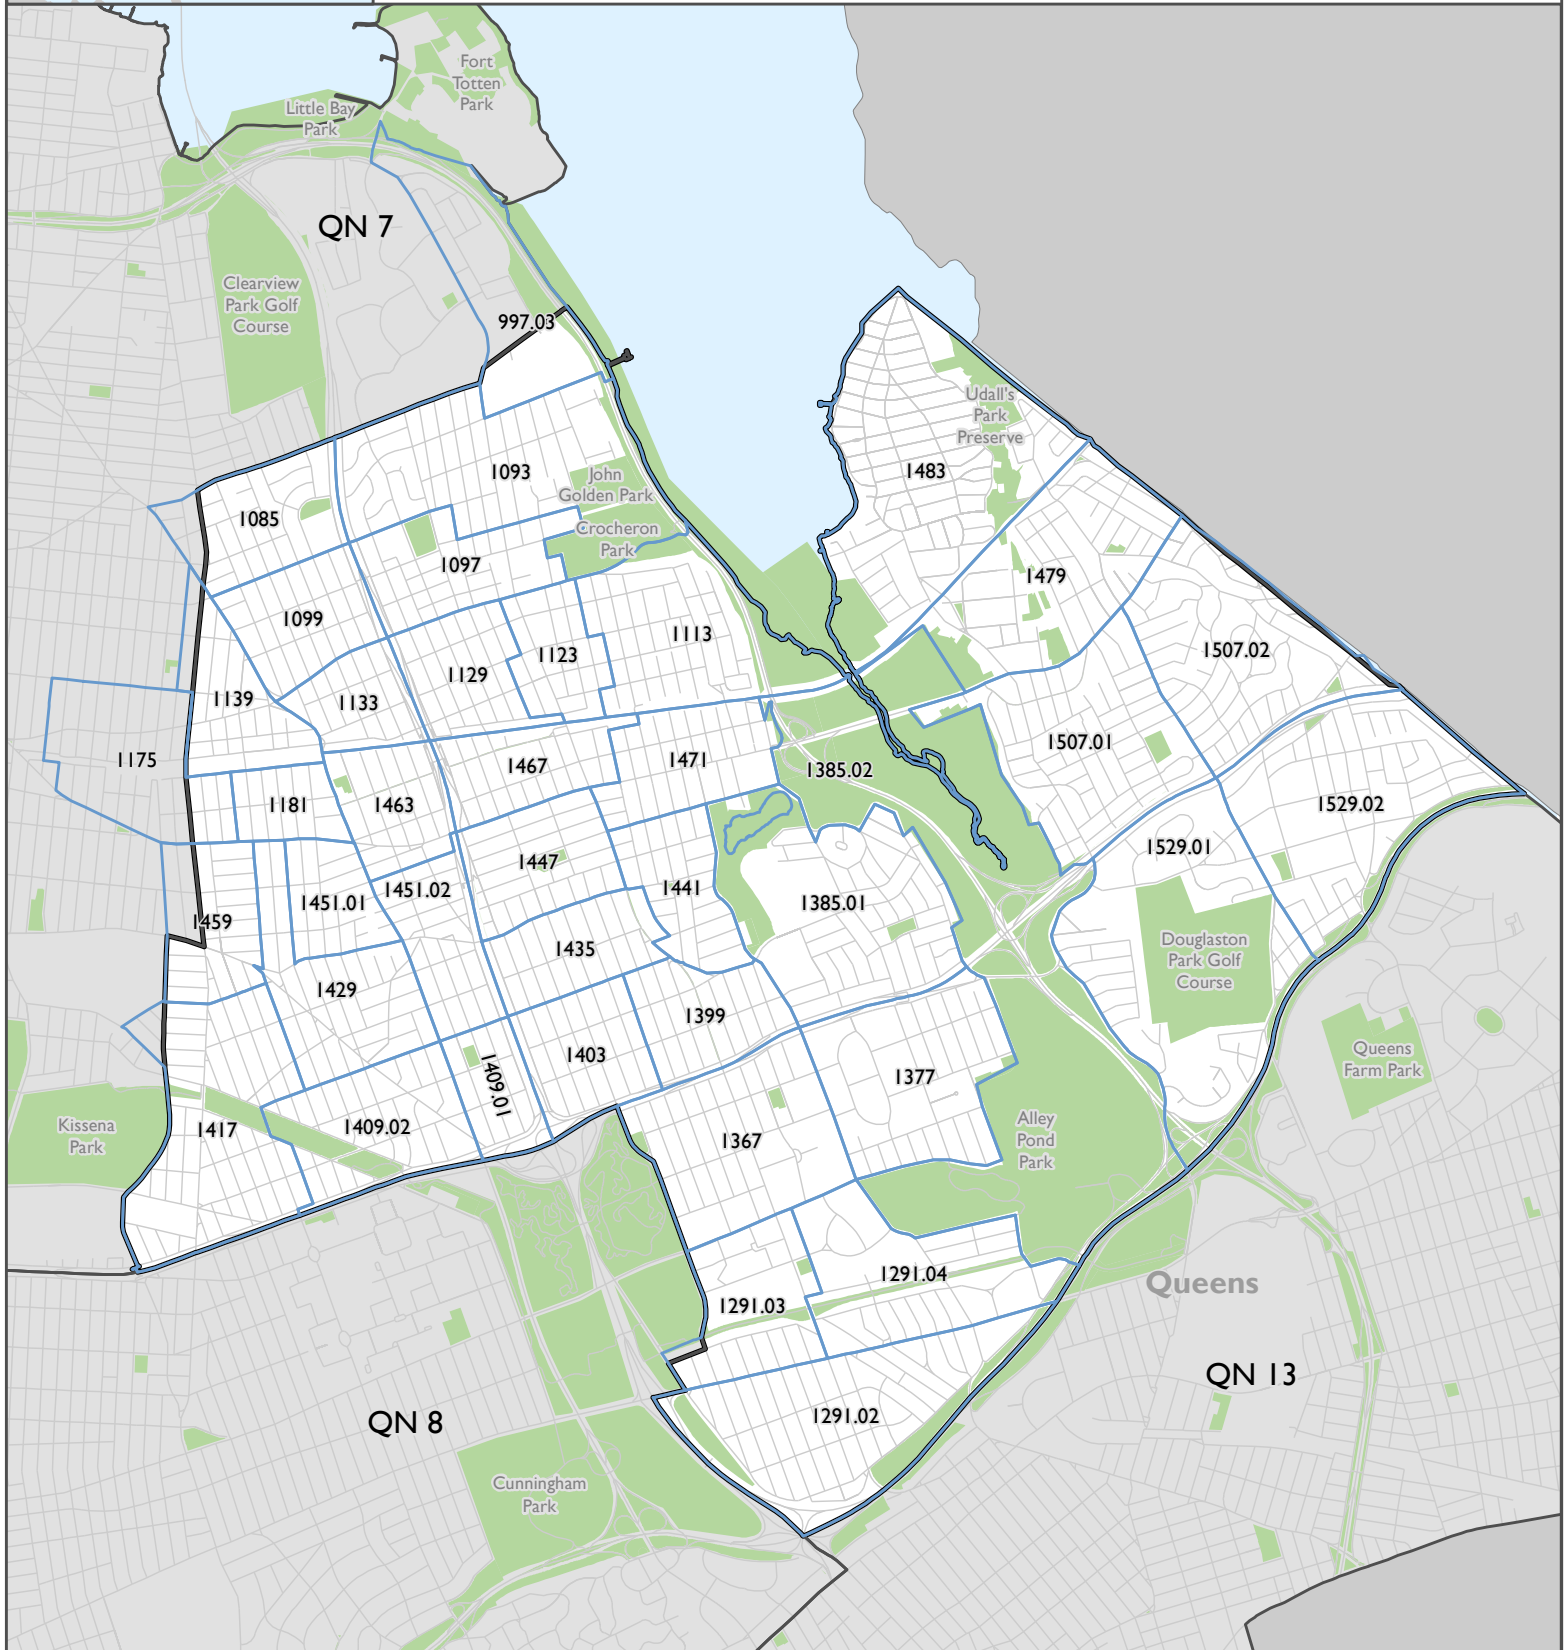 Fort
Totten
Park
Little Bay
Park
QN 7
Clearview
Park Golf
Course
997.03
Udall's
Park
Preserve
1093
1483
John
Golden Park
1085
Crocheron
Park
1097
1479
1099
1113
1123
1507.02
1129
1139
1133
1507.01
1175
1467
1471
1385.02
1181
1463
1529.02
1529.01
1447
1441
1451.02
1451.01
1385.01
1459
1435
Douglaston
Park Golf
Course
1429
1399
1403
Queens
Farm Park
1409.01
1377
Kissena
Park
1417
1409.02
1367
Alley
Pond
Park
1291.04
Queens
1291.03
QN 13
1291.02
QN 8
Cunningham
Park